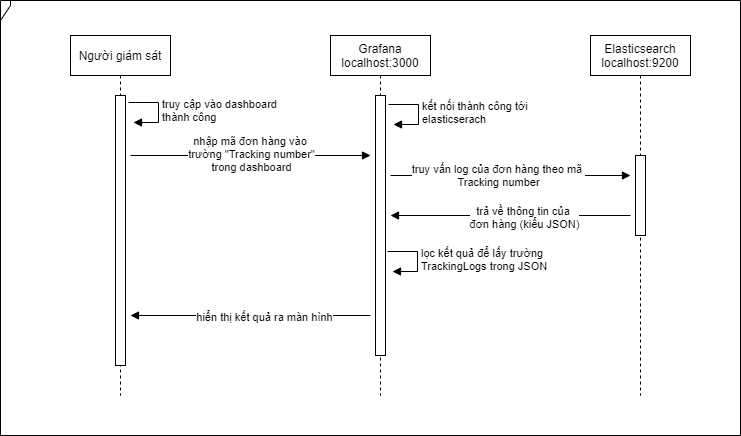 Người giám sát
Grafana
localhost:3000
Elasticsearch
localhost:9200
truy cập vào dashboard
thành công
kết nối thành công tới
elasticserach
nhập mã đơn hàng vào
trường "Tracking number"
trong dashboard
truy vấn log của đơn hàng theo mã
Tracking number
trả về thông tin của
đơn hàng (kiểu JSON)
lọc kết quả để lấy trường
TrackingLogs trong JSON
hiển thị kết quả ra màn hình